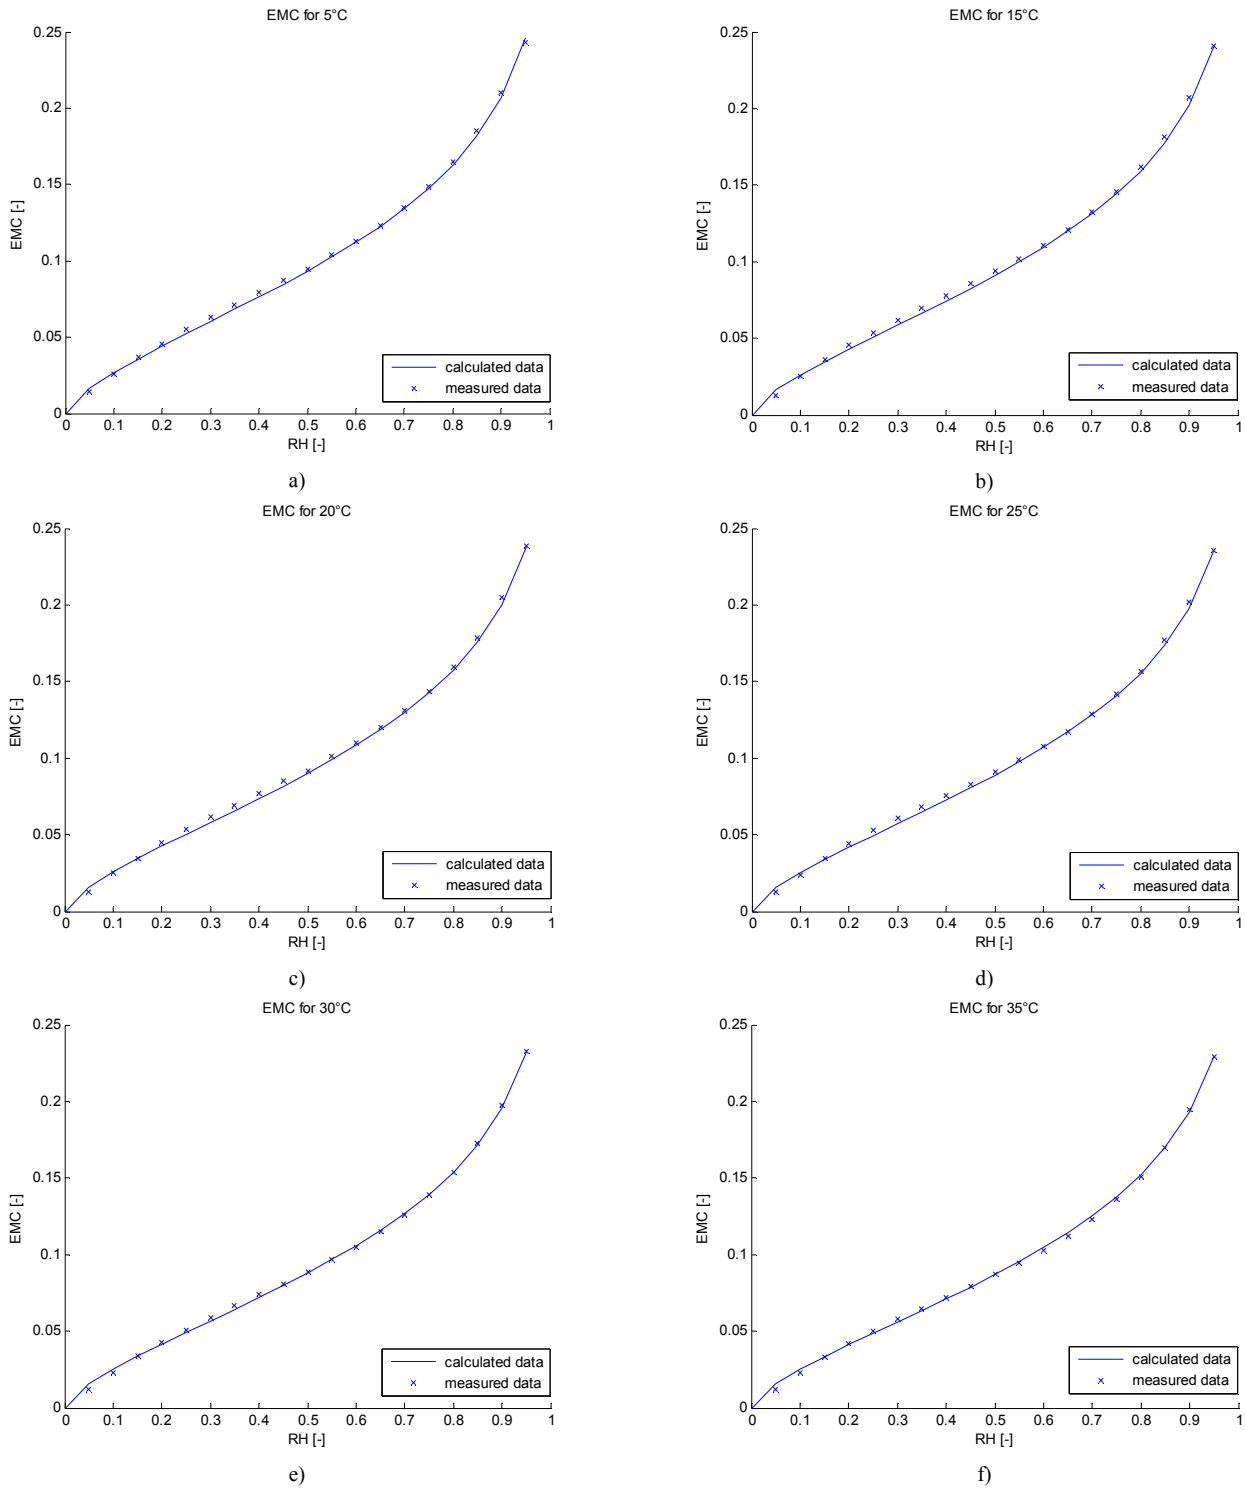 EMC for 5°C
0.25
0.2
0.15
0.1
0.05
0
EMC [-]
calculated data
measured data
0 0.1 0.2 0.3 0.4 0.5 0.6 0.7 0.8 0.9 1
RH [-]
a)
EMC for 15°C
0.25
0.2
0.15
0.1
0.05
0
EMC [-]
calculated data
measured data
0 0.1 0.2 0.3 0.4 0.5 0.6 0.7 0.8 0.9 1
RH [-]
b)
EMC for 20°C
0.25
0.2
0.15
0.1
0.05
0
EMC [-]
calculated data
measured data
0 0.1 0.2 0.3 0.4 0.5 0.6 0.7 0.8 0.9 1
RH [-]
c)
EMC for 25°C
0.25
0.2
0.15
0.1
0.05
0
EMC [-]
calculated data
measured data
0 0.1 0.2 0.3 0.4 0.5 0.6 0.7 0.8 0.9 1
RH [-]
d)
EMC for 30°C
0.25
0.2
0.15
0.1
0.05
0
EMC [-]
calculated data
measured data
0 0.1 0.2 0.3 0.4 0.5 0.6 0.7 0.8 0.9 1
RH [-]
e)
EMC for 35°C
0.25
0.2
0.15
0.1
0.05
0
EMC [-]
calculated data
measured data
0 0.1 0.2 0.3 0.4 0.5 0.6 0.7 0.8 0.9 1
RH [-]
f)